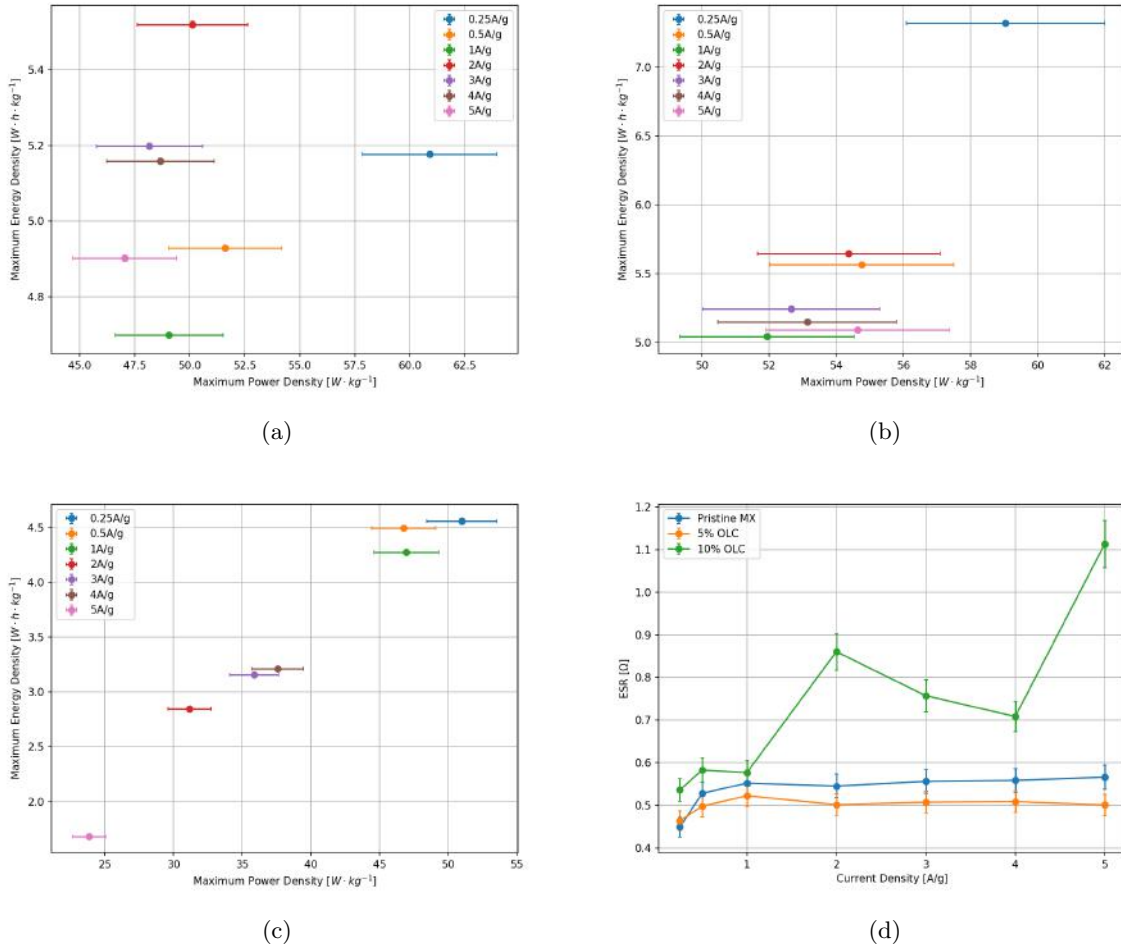 5.4
5.2
5.0
4.8
Maximum Energy Density [W · h · kg⁻¹]
0.25A/g
0.5A/g
1A/g
2A/g
3A/g
4A/g
5A/g
45.0 47.5 50.0 52.5 55.0 57.5 60.0 62.5
Maximum Power Density [W · kg⁻¹]
(a)
7.0
6.5
6.0
5.5
5.0
Maximum Energy Density [W · h · kg⁻¹]
0.25A/g
0.5A/g
1A/g
2A/g
3A/g
4A/g
5A/g
50 52 54 56 58 60 62
Maximum Power Density [W · kg⁻¹]
(b)
4.5
4.0
3.5
3.0
2.5
2.0
Maximum Energy Density [W · h · kg⁻¹]
0.25A/g
0.5A/g
1A/g
2A/g
3A/g
4A/g
5A/g
25 30 35 40 45 50 55
Maximum Power Density [W · kg⁻¹]
(c)
1.2
1.1
1.0
0.9
0.8
0.7
0.6
0.5
0.4
ESR [Ω]
Pristine MX
5% OLC
10% OLC
1 2 3 4 5
Current Density [A/g]
(d)